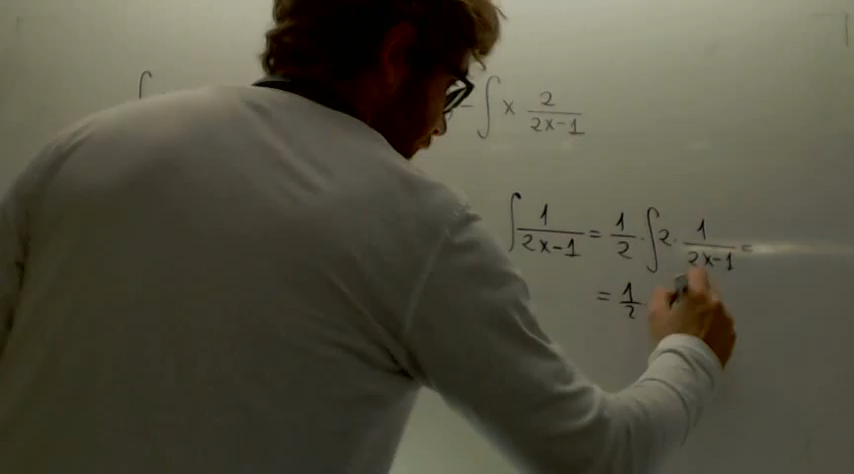 ∫ - ∫ x 2/(2x-1)
∫ 1/(2x-1) = 1/2 · ∫ 2 · 1/(2x-1) =
= 1/2